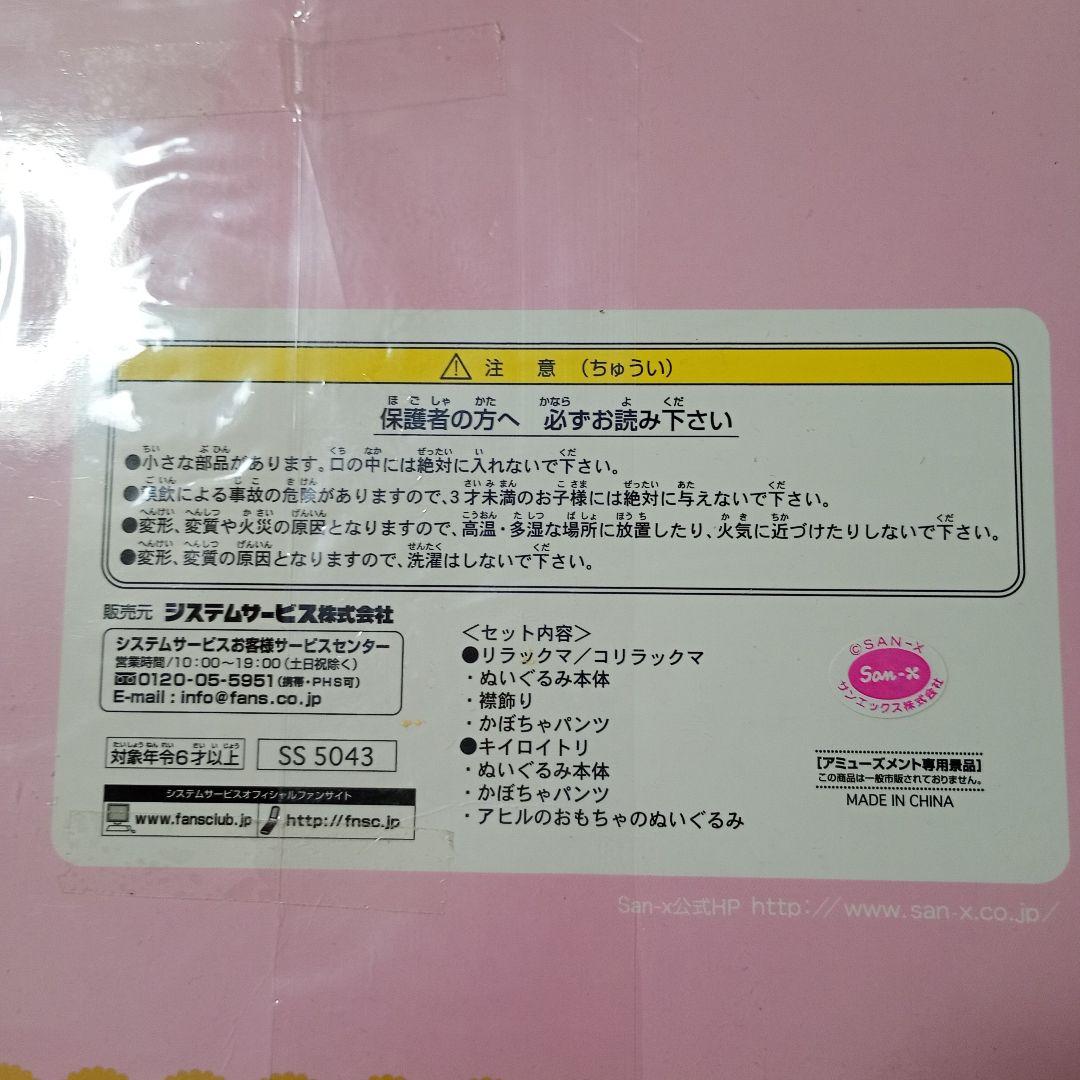 ⚠ 注 意 (ちゅうい)
保護者の方へ 必ずお読み下さい
●小さな部品があります。口の中には絶対に入れないで下さい。
●誤飲による事故の危険がありますので、3才未満のお子様には絶対に与えないで下さい。
●変形、変質や火災の原因となりますので、高温・多湿な場所に放置したり、火気に近づけたりしないで下さい。
●変形、変質の原因となりますので、洗濯はしないで下さい。
販売元 システムサービス株式会社
システムサービスお客様サービスセンター
営業時間/10:00~19:00(土日祝除く)
0120-05-5951(携帯・PHS可)
E-mail : info@fans.co.jp
対象年令6才以上
SS 5043
システムサービスオフィシャルファンサイト
www.fansclub.jp
http://fnsc.jp
<セット内容>
●リラックマ/コリラックマ
・ぬいぐるみ本体
・襟飾り
・かぼちゃパンツ
●キイロイトリ
・ぬいぐるみ本体
・かぼちゃパンツ
・アヒルのおもちゃのぬいぐるみ
©SAN-X
San-x
サンエックス株式会社
[アミューズメント専用景品]
この商品は一般市販されておりません。
MADE IN CHINA
San-x公式HP http://www.san-x.co.jp/